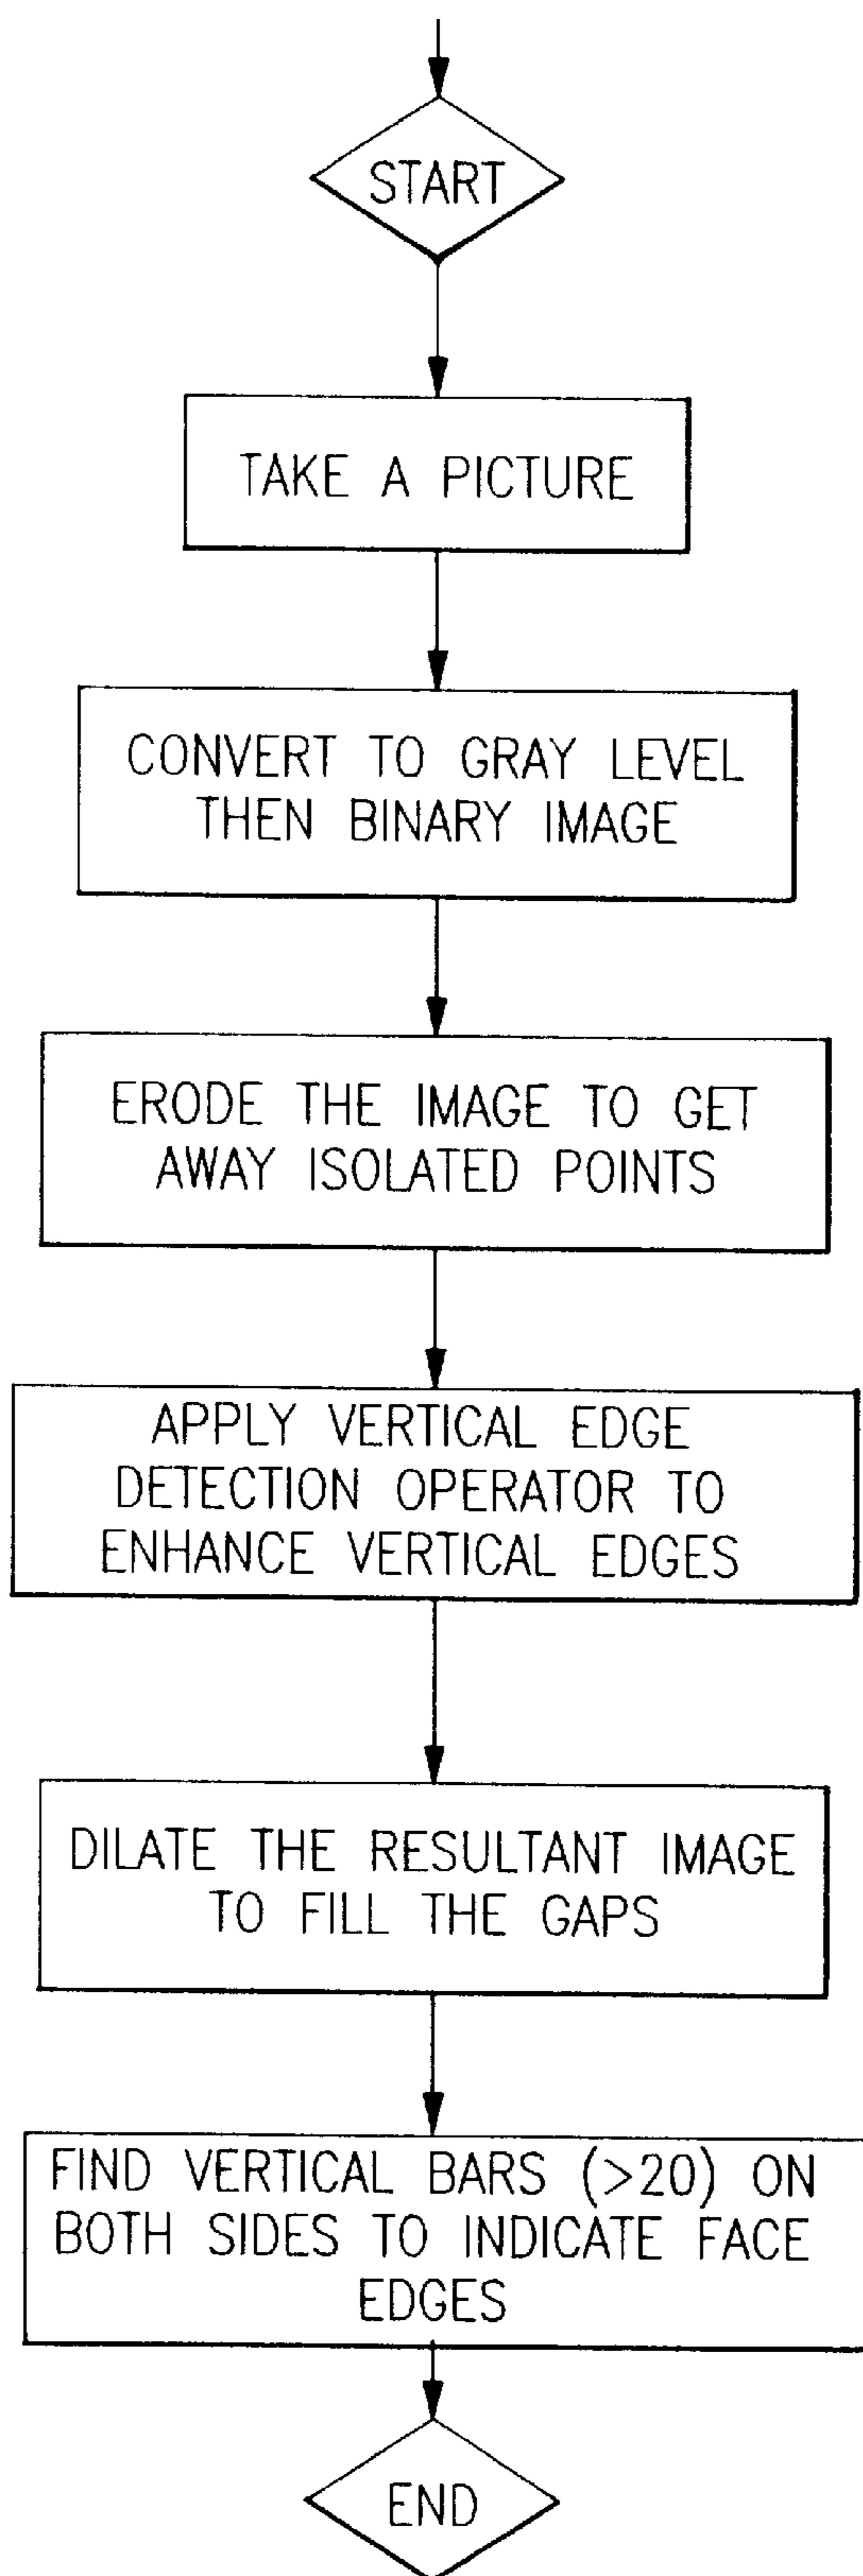 START
TAKE A PICTURE
CONVERT TO GRAY LEVEL
THEN BINARY IMAGE
ERODE THE IMAGE TO GET
AWAY ISOLATED POINTS
APPLY VERTICAL EDGE
DETECTION OPERATOR TO
ENHANCE VERTICAL EDGES
DILATE THE RESULTANT IMAGE
TO FILL THE GAPS
FIND VERTICAL BARS (>20) ON
BOTH SIDES TO INDICATE FACE
EDGES
END